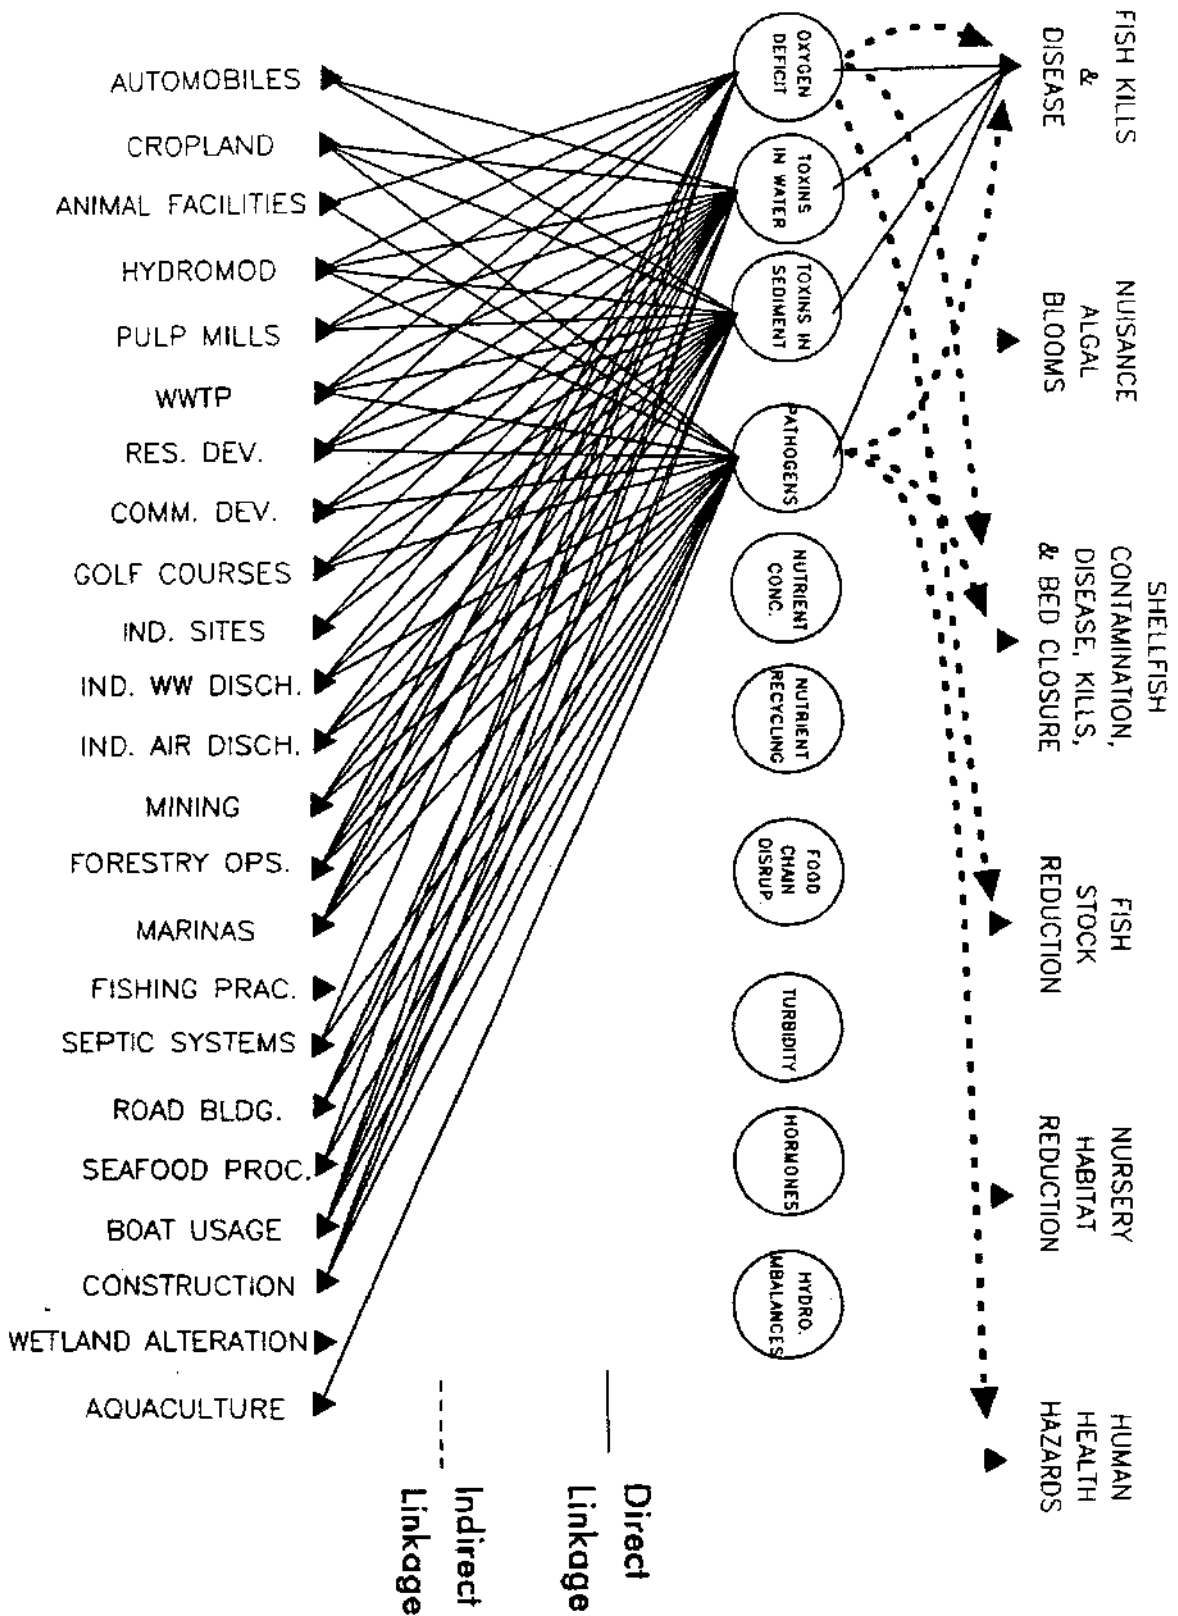 AUTOMOBILES
CROPLAND
ANIMAL FACILITIES
HYDROMOD
PULP MILLS
WWTP
RES. DEV.
COMM. DEV.
GOLF COURSES
IND. SITES
IND. WW DISCH.
IND. AIR DISCH.
MINING
FORESTRY OPS.
MARINAS
FISHING PRAC.
SEPTIC SYSTEMS
ROAD BLDG.
SEAFOOD PROC.
BOAT USAGE
CONSTRUCTION
WETLAND ALTERATION
AQUACULTURE
OXYGEN
DEFICIT
TOXINS
IN WATER
TOXINS IN
SEDIMENT
PATHOGENS
NUTRIENT
CONC.
NUTRIENT
RECYCLING
FOOD
CHAIN
DISRUP.
TURBIDITY
HORMONES
HYDRO.
IMBALANCES
FISH KILLS
&
DISEASE
NUISANCE
ALGAL
BLOOMS
SHELLFISH
CONTAMINATION,
DISEASE, KILLS,
& BED CLOSURE
FISH
STOCK
REDUCTION
NURSERY
HABITAT
REDUCTION
HUMAN
HEALTH
HAZARDS
Direct
Linkage
Indirect
Linkage